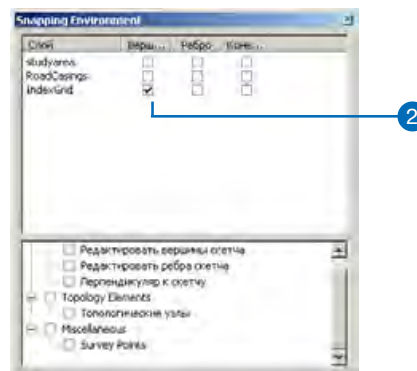 Snapping Environment
Слой Верш... Ребро Коне...
studyarea
RoadCasings
IndexGrid
2
Редактировать вершины скетча
Редактировать ребра скетча
Перпендикуляр к скетчу
Topology Elements
Топологические узлы
Miscellaneous
Survey Points